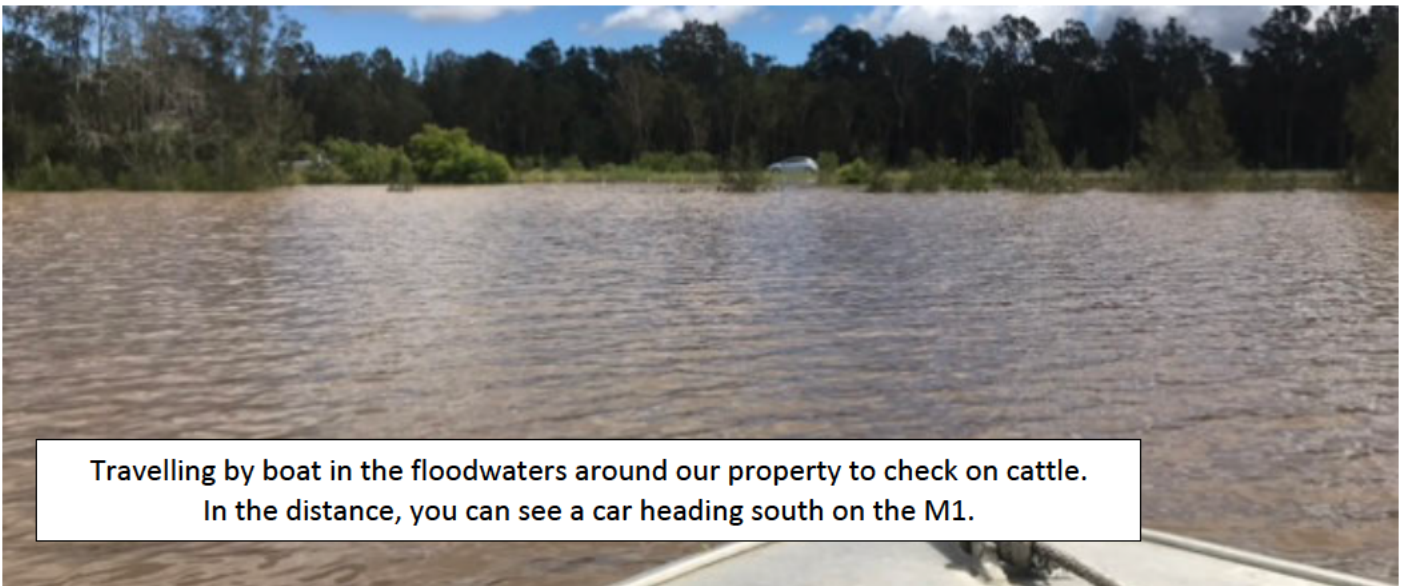 Travelling by boat in the floodwaters around our property to check on cattle.
In the distance, you can see a car heading south on the M1.